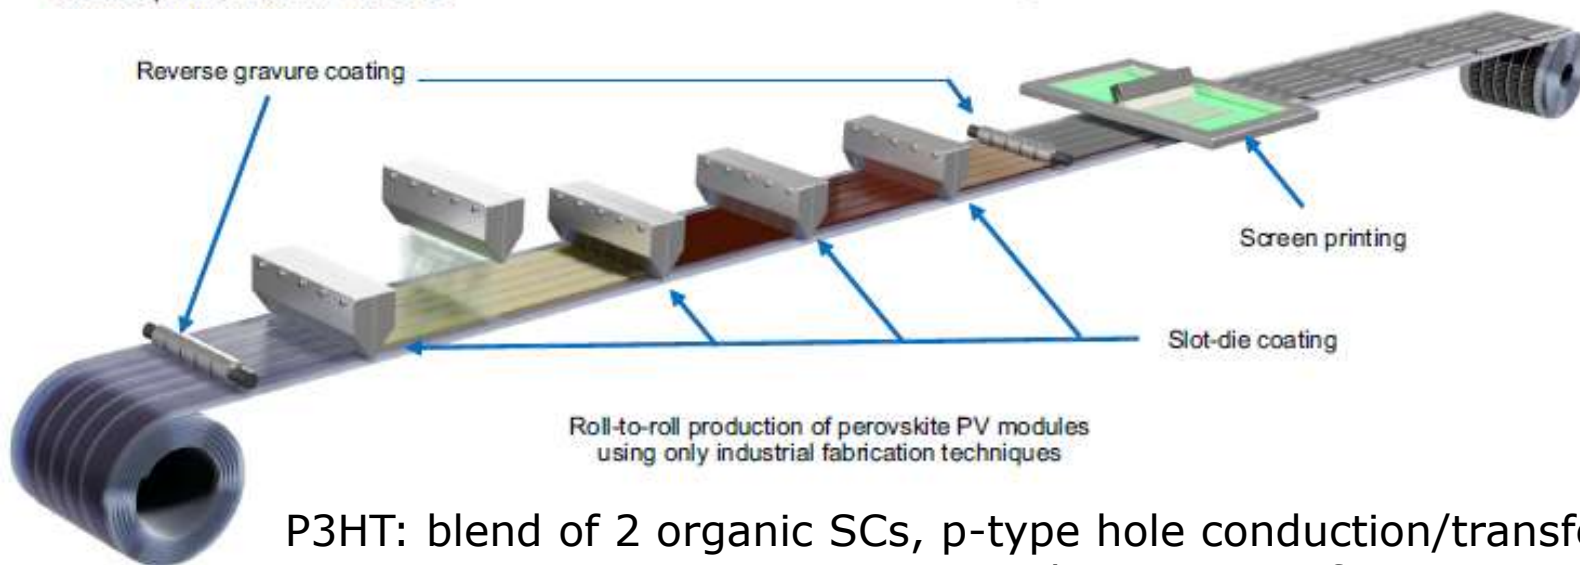 Reverse gravure coating
Screen printing
Slot-die coating
Roll-to-roll production of perovskite PV modules
using only industrial fabrication techniques
P3HT: blend of 2 organic SCs, p-type hole conduction/transfe